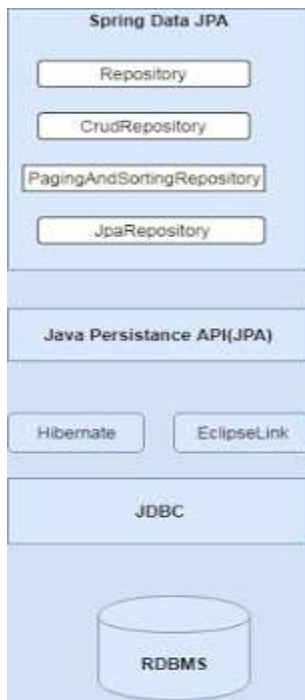 Spring Data JPA
Repository
CrudRepository
PagingAndSortingRepository
JpaRepository
Java Persistance API(JPA)
Hibernate
EclipseLink
JDBC
RDBMS